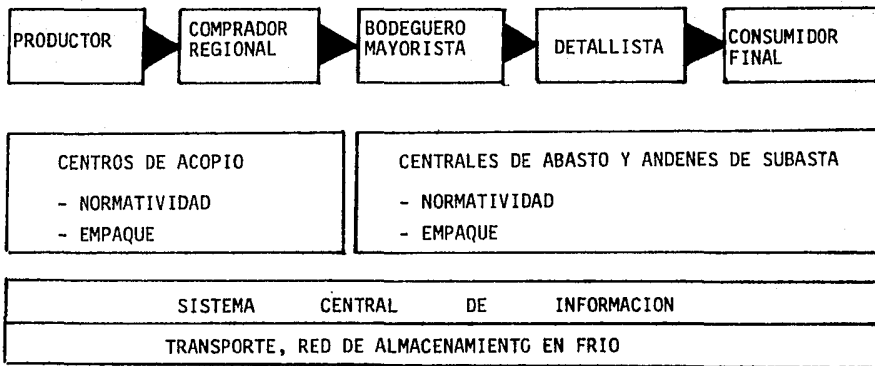 PRODUCTOR
COMPRADOR
REGIONAL
BODEGUERO
MAYORISTA
DETALLISTA
CONSUMIDOR
FINAL
CENTROS DE ACOPIO
- NORMATIVIDAD
- EMPAQUE
CENTRALES DE ABASTO Y ANDENES DE SUBASTA
- NORMATIVIDAD
- EMPAQUE
SISTEMA CENTRAL DE INFORMACION
TRANSPORTE, RED DE ALMACENAMIENTO EN FRIO